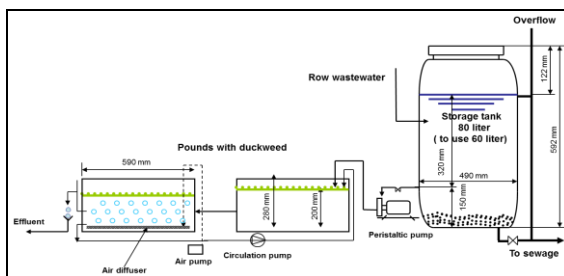 Overflow
Row wastewater
122 mm
Storage tank
80 liter
( to use 60 liter)
592 mm
320 mm
Pounds with duckweed
590 mm
490 mm
150 mm
280 mm
200 mm
Effluent
Peristaltic pump
Air pump
Circulation pump
To sewage
Air diffuser